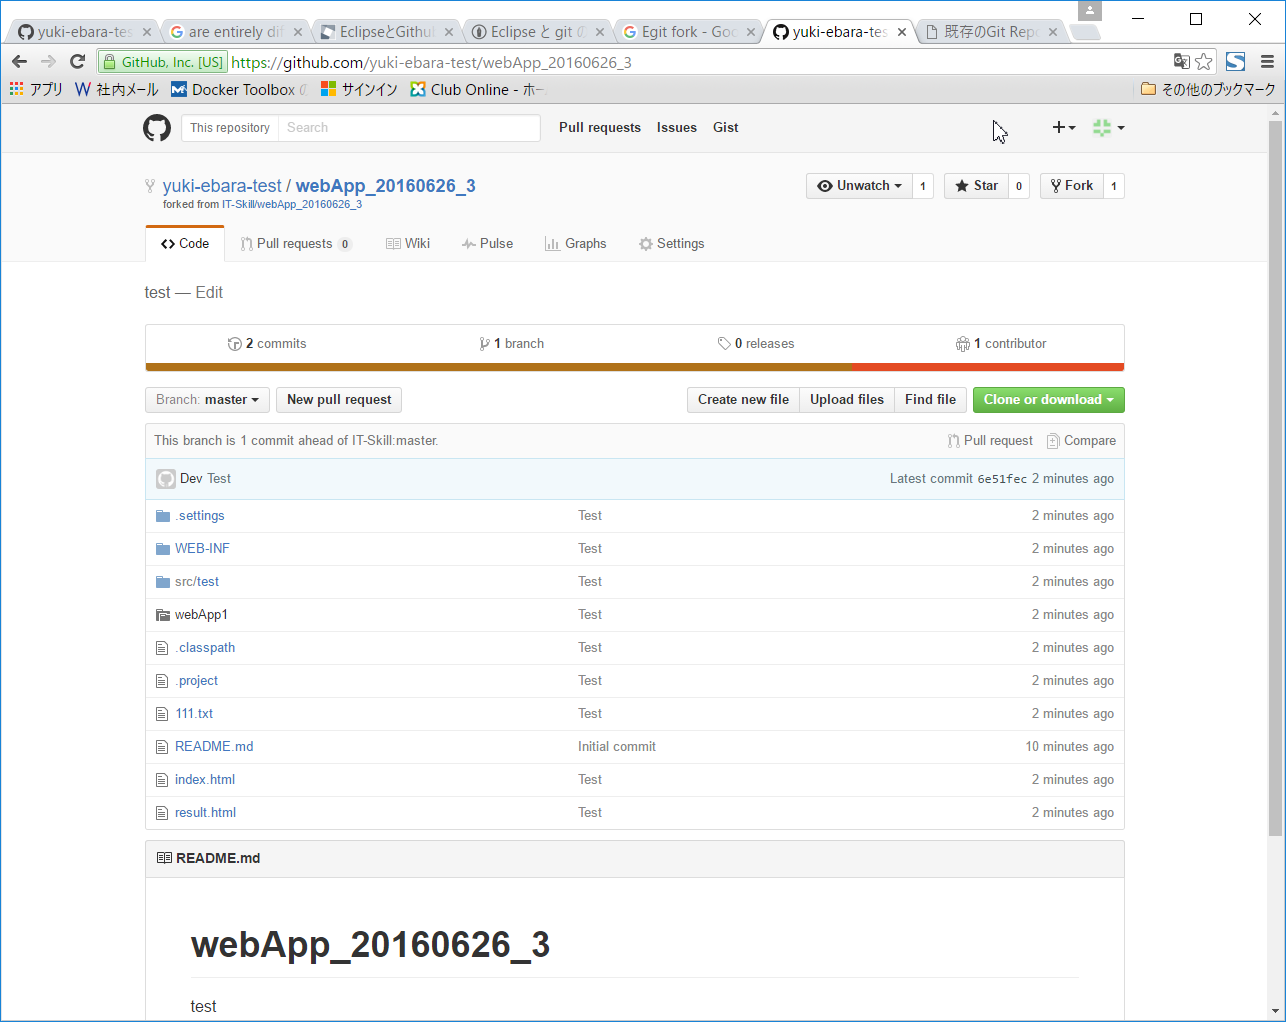 yuki-ebara-tes
are entirely dif
EclipseとGithub
Eclipse と git の
Egit fork - Goo
yuki-ebara-tes
既存のGit Repo
GitHub, Inc. [US] https://github.com/yuki-ebara-test/webApp_20160626_3
アプリ 社内メール Docker Toolbox サインイン Club Online - ホー その他のブックマーク
This repository Search Pull requests Issues Gist
yuki-ebara-test / webApp_20160626_3 Unwatch 1 Star 0 Fork 1
forked from IT-Skill/webApp_20160626_3
Code Pull requests 0 Wiki Pulse Graphs Settings
test — Edit
2 commits 1 branch 0 releases 1 contributor
Branch: master New pull request Create new file Upload files Find file Clone or download
This branch is 1 commit ahead of IT-Skill:master. Pull request Compare
Dev Test Latest commit 6e51fec 2 minutes ago
.settings Test 2 minutes ago
WEB-INF Test 2 minutes ago
src/test Test 2 minutes ago
webApp1 Test 2 minutes ago
.classpath Test 2 minutes ago
.project Test 2 minutes ago
111.txt Test 2 minutes ago
README.md Initial commit 10 minutes ago
index.html Test 2 minutes ago
result.html Test 2 minutes ago
README.md
webApp_20160626_3
test